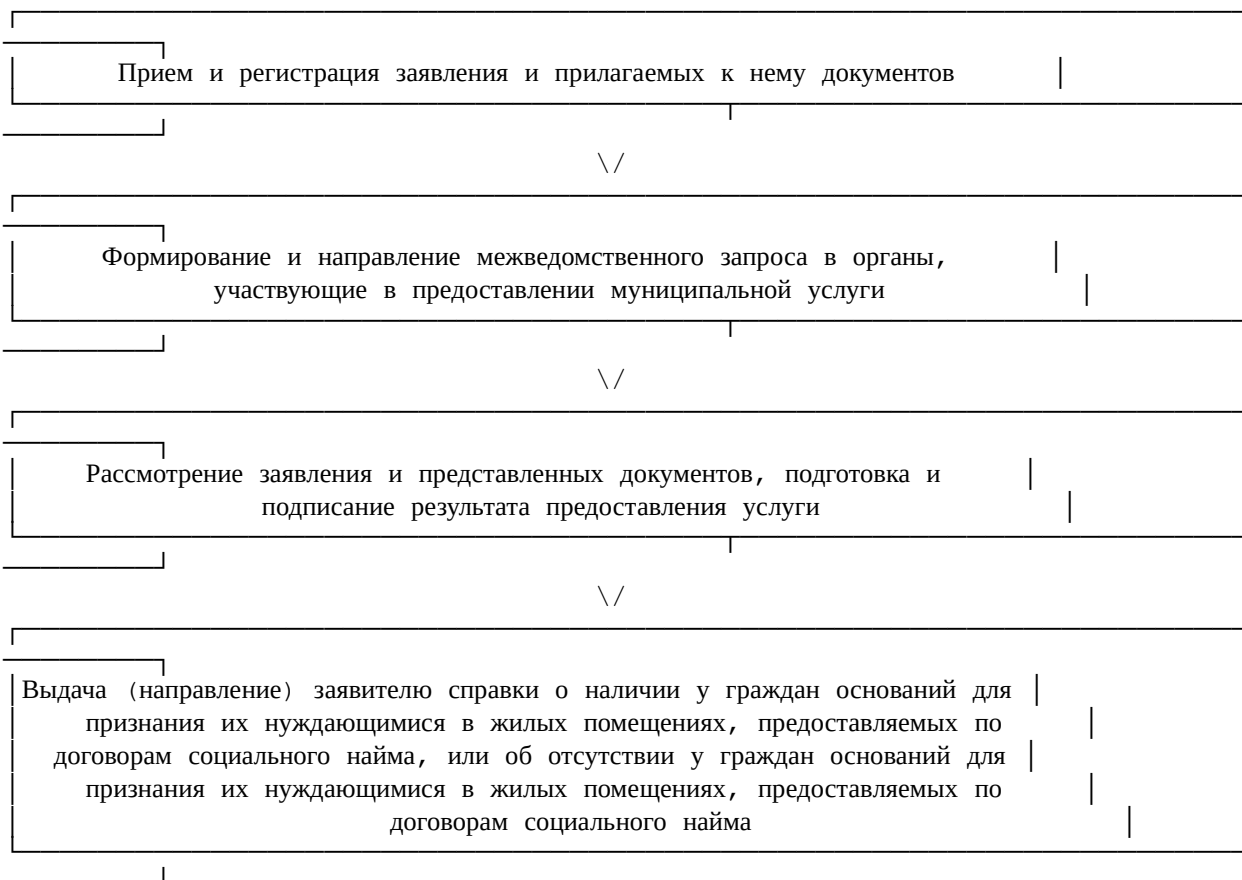 Прием и регистрация заявления и прилагаемых к нему документов
\/
Формирование и направление межведомственного запроса в органы,
участвующие в предоставлении муниципальной услуги
\/
Рассмотрение заявления и представленных документов, подготовка и
подписание результата предоставления услуги
\/
Выдача (направление) заявителю справки о наличии у граждан оснований для
признания их нуждающимися в жилых помещениях, предоставляемых по
договорам социального найма, или об отсутствии у граждан оснований для
признания их нуждающимися в жилых помещениях, предоставляемых по
договорам социального найма